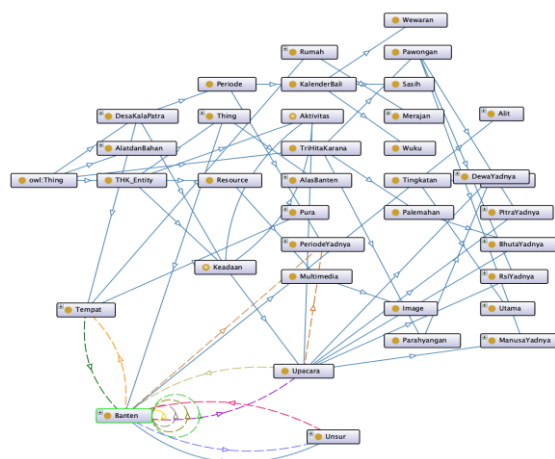 Wewaran
Rumah
Pawongan
Periode
KalenderBali
Sasih
DesaKalaPatra
Thing
Aktivitas
Merajan
Alit
AlatdanBahan
TriHitaKarana
Wuku
owl:Thing
THK_Entity
Resource
AlasBanten
Tingkatan
DewaYadnya
Pura
Palemahan
PitraYadnya
PeriodeYadnya
BhutaYadnya
Keadaan
Multimedia
RsiYadnya
Tempat
Image
Utama
Parahyangan
ManusaYadnya
Upacara
Banten
Unsur